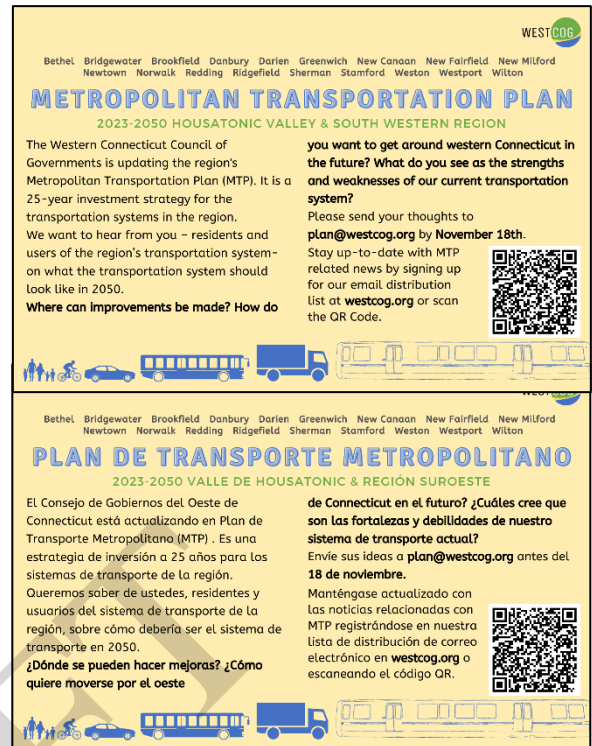 WESTCOG
Bethel Bridgewater Brookfield Danbury Darien Greenwich New Canaan New Fairfield New Milford
Newtown Norwalk Redding Ridgefield Sherman Stamford Weston Westport Wilton
METROPOLITAN TRANSPORTATION PLAN
2023-2050 HOUSATONIC VALLEY & SOUTH WESTERN REGION
The Western Connecticut Council of
Governments is updating the region's
Metropolitan Transportation Plan (MTP). It is a
25-year investment strategy for the
transportation systems in the region.
We want to hear from you – residents and
users of the region's transportation system-
on what the transportation system should
look like in 2050.
Where can improvements be made? How do
you want to get around western Connecticut in
the future? What do you see as the strengths
and weaknesses of our current transportation
system?
Please send your thoughts to
plan@westcog.org by November 18th.
Stay up-to-date with MTP
related news by signing up
for our email distribution
list at westcog.org or scan
the QR Code.
Bethel Bridgewater Brookfield Danbury Darien Greenwich New Canaan New Fairfield New Milford
Newtown Norwalk Redding Ridgefield Sherman Stamford Weston Westport Wilton
PLAN DE TRANSPORTE METROPOLITANO
2023-2050 VALLE DE HOUSATONIC & REGIÓN SUROESTE
El Consejo de Gobiernos del Oeste de
Connecticut está actualizando en Plan de
Transporte Metropolitano (MTP) . Es una
estrategia de inversión a 25 años para los
sistemas de transporte de la región.
Queremos saber de ustedes, residentes y
usuarios del sistema de transporte de la
región, sobre cómo debería ser el sistema de
transporte en 2050.
¿Dónde se pueden hacer mejoras? ¿Cómo
quiere moverse por el oeste
de Connecticut en el futuro? ¿Cuáles cree que
son las fortalezas y debilidades de nuestro
sistema de transporte actual?
Envíe sus ideas a plan@westcog.org antes del
18 de noviembre.
Manténgase actualizado con
las noticias relacionadas con
MTP registrándose en nuestra
lista de distribución de correo
electrónico en westcog.org o
escaneando el código QR.